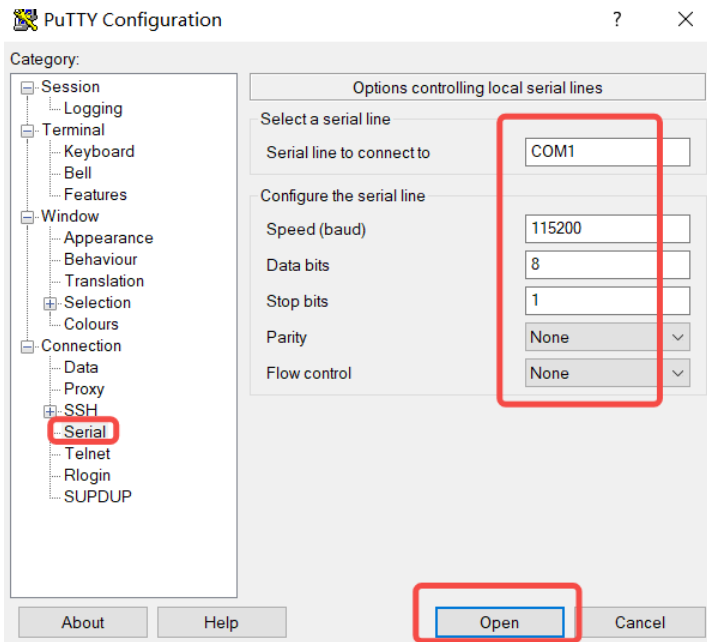 PuTTY Configuration ? ×
Category:
Session
Logging
Terminal
Keyboard
Bell
Features
Window
Appearance
Behaviour
Translation
Selection
Colours
Connection
Data
Proxy
SSH
Serial
Telnet
Rlogin
SUPDUP
Options controlling local serial lines
Select a serial line
Serial line to connect to COM1
Configure the serial line
Speed (baud) 115200
Data bits 8
Stop bits 1
Parity None
Flow control None
About Help Open Cancel